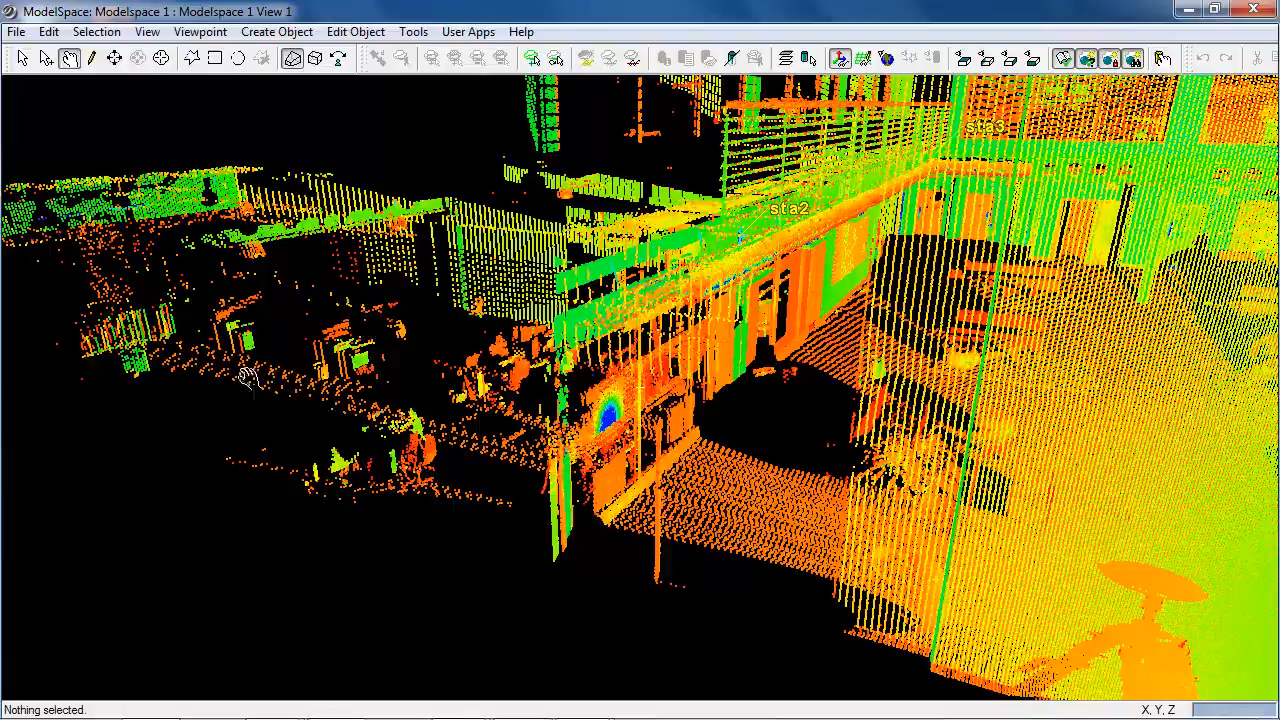 ModelSpace: Modelspace 1 : Modelspace 1 View 1
File Edit Selection View Viewpoint Create Object Edit Object Tools User Apps Help
sta3
sta2
Nothing selected.
X, Y, Z